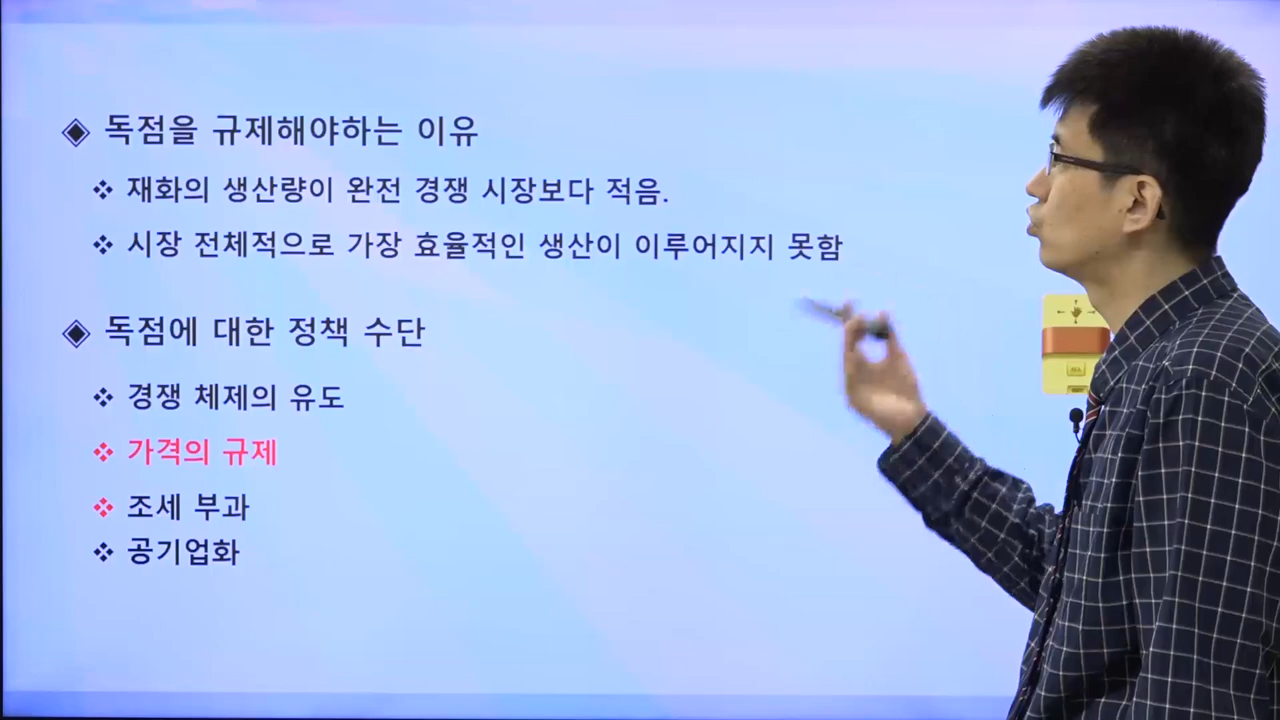 독점을 규제해야하는 이유
재화의 생산량이 완전 경쟁 시장보다 적음.
시장 전체적으로 가장 효율적인 생산이 이루어지지 못함
독점에 대한 정책 수단
경쟁 체제의 유도
가격의 규제
조세 부과
공기업화